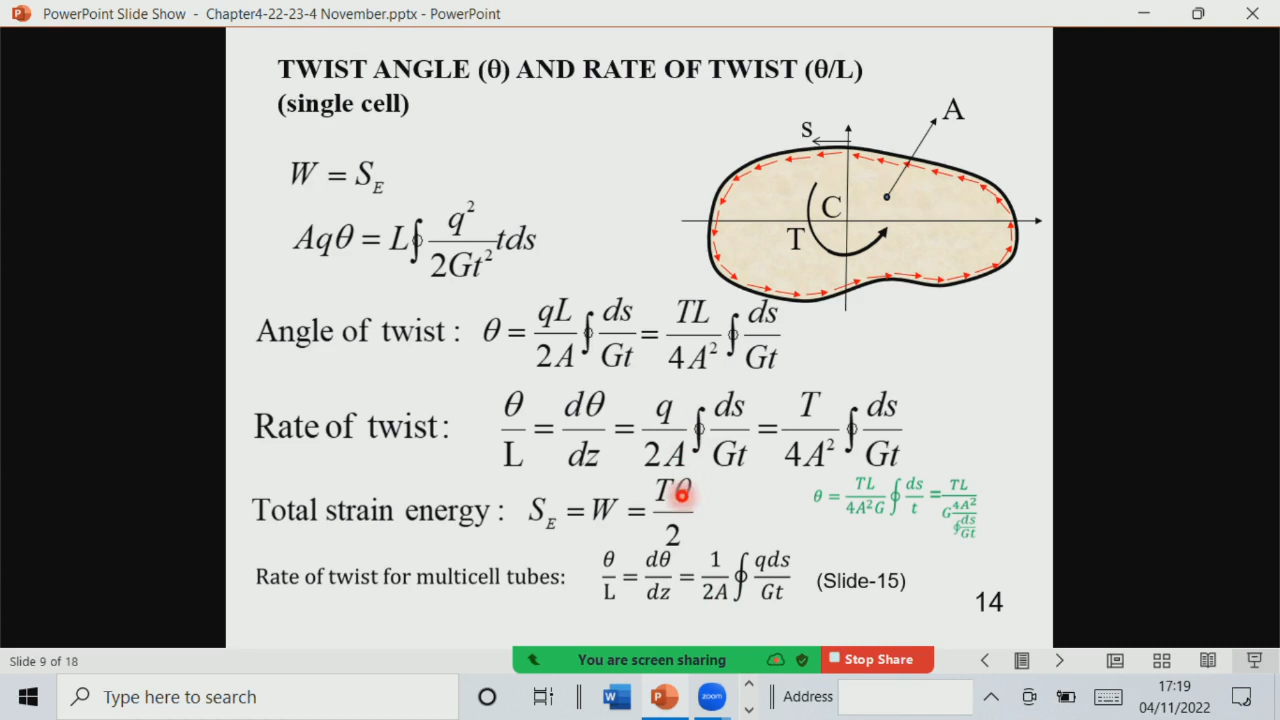 PowerPoint Slide Show - Chapter4-22-23-4 November.pptx - PowerPoint
TWIST ANGLE (θ) AND RATE OF TWIST (θ/L)
(single cell)
A
s
C
T
W = S_E
Aqθ = L∮ q²/2Gt² tds
Angle of twist : θ = qL/2A ∮ ds/Gt = TL/4A² ∮ ds/Gt
Rate of twist : θ/L = dθ/dz = q/2A ∮ ds/Gt = T/4A² ∮ ds/Gt
Total strain energy : S_E = W = Tθ/2
θ = TL/4A²G ∮ ds/t = TL/(G 4A²/∮ds/Gt)
Rate of twist for multicell tubes: θ/L = dθ/dz = 1/2A ∮ qds/Gt (Slide-15)
14
Slide 9 of 18
You are screen sharing
Stop Share
Type here to search
W
P
zoom
Address
17:19
04/11/2022